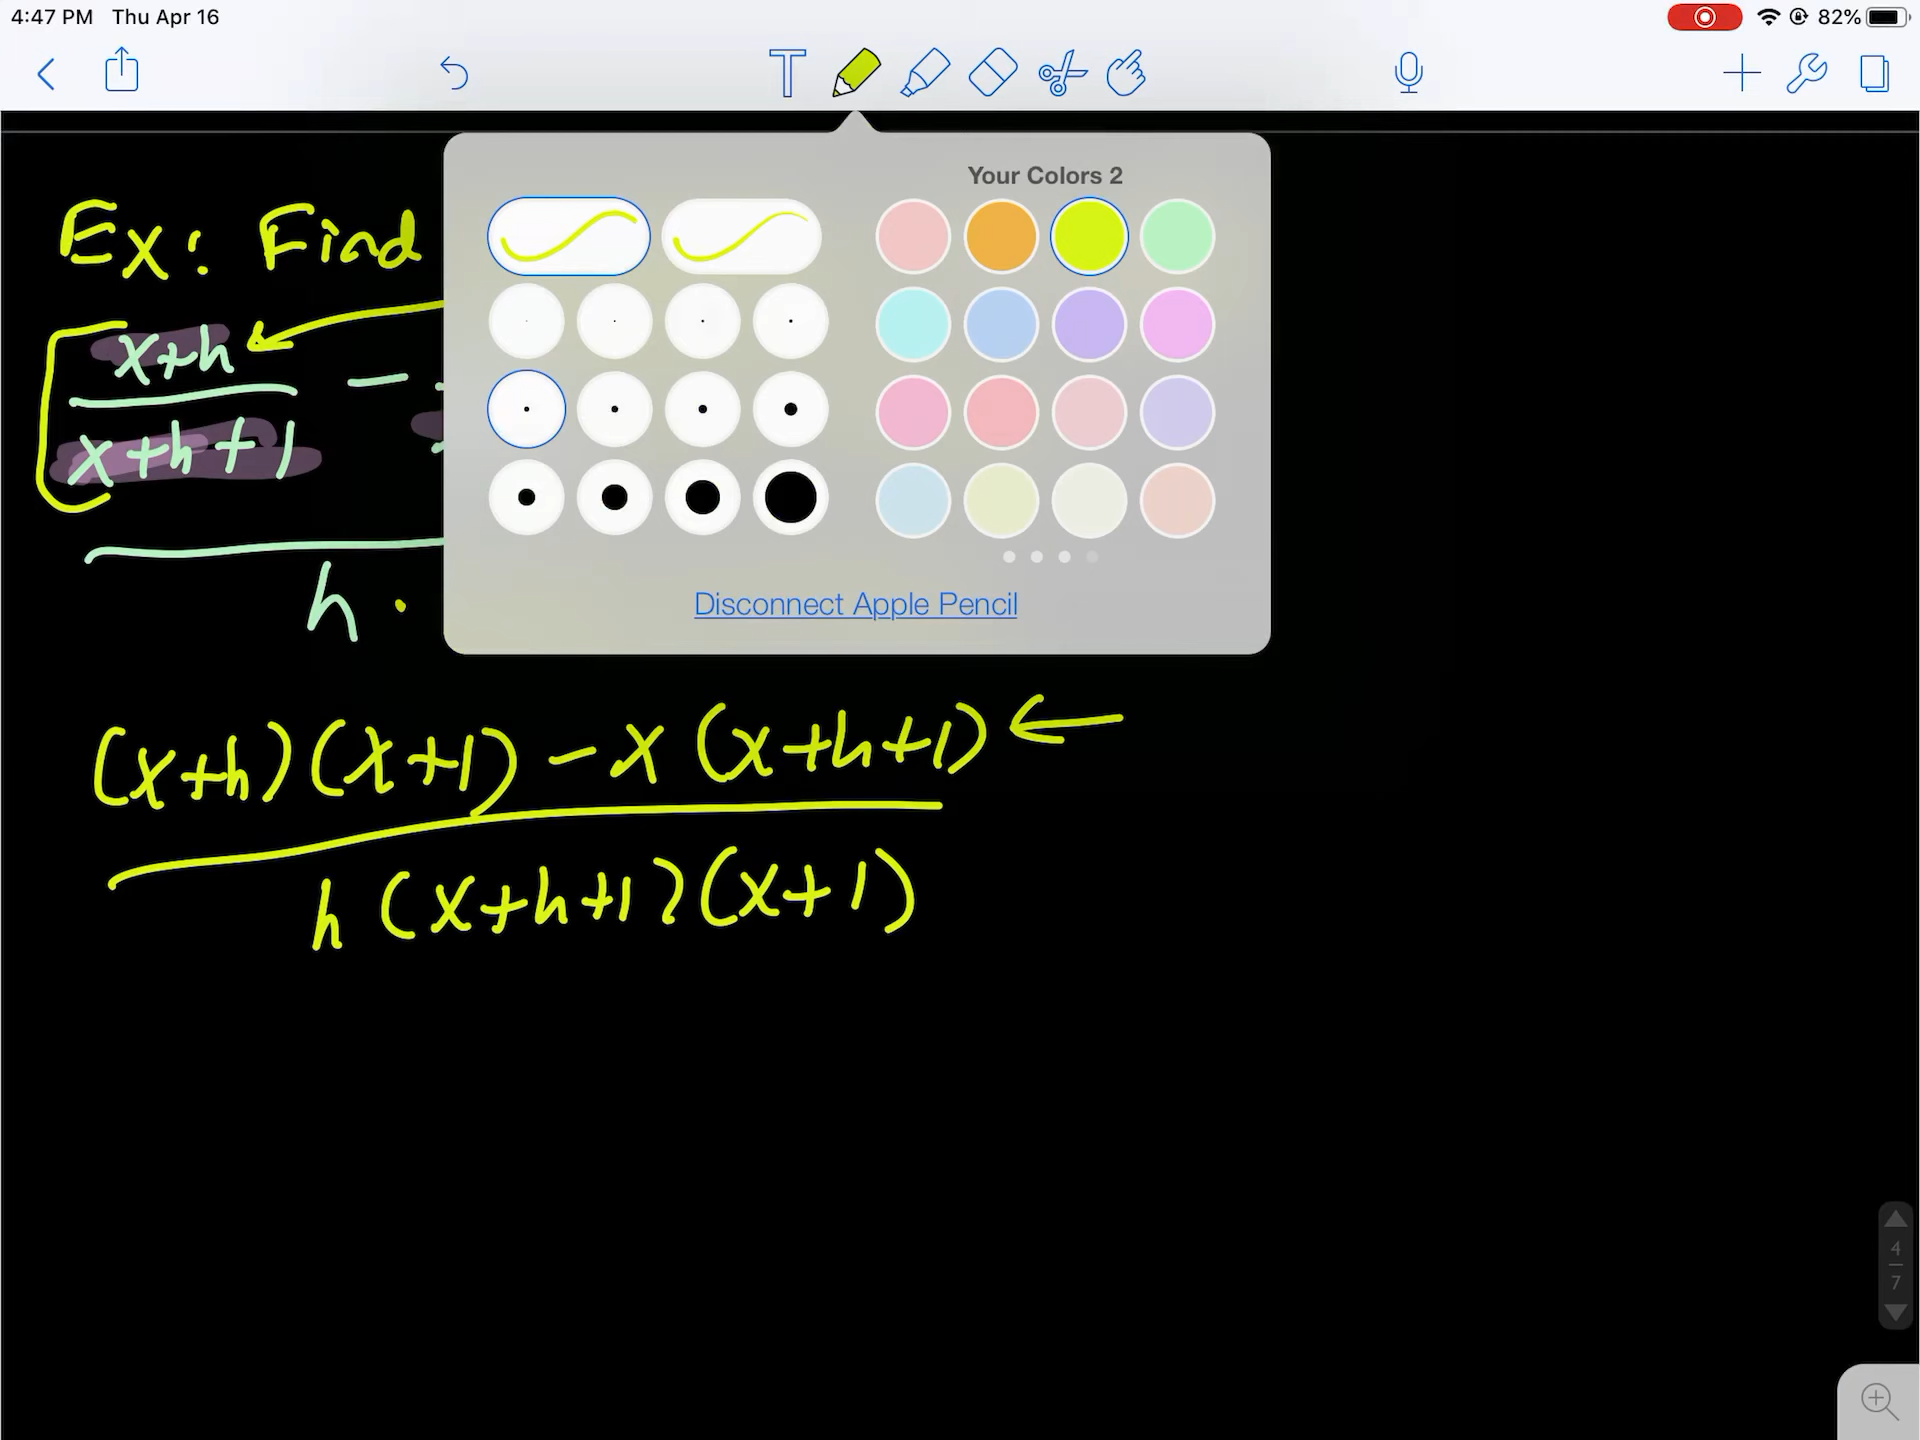 4:47 PM Thu Apr 16 82%
T
Your Colors 2
Ex: Find
x+h
—
x+h+1
h ·
Disconnect Apple Pencil
(x+h)(x+1) - x(x+h+1) ←
h(x+h+1)(x+1)
4
7